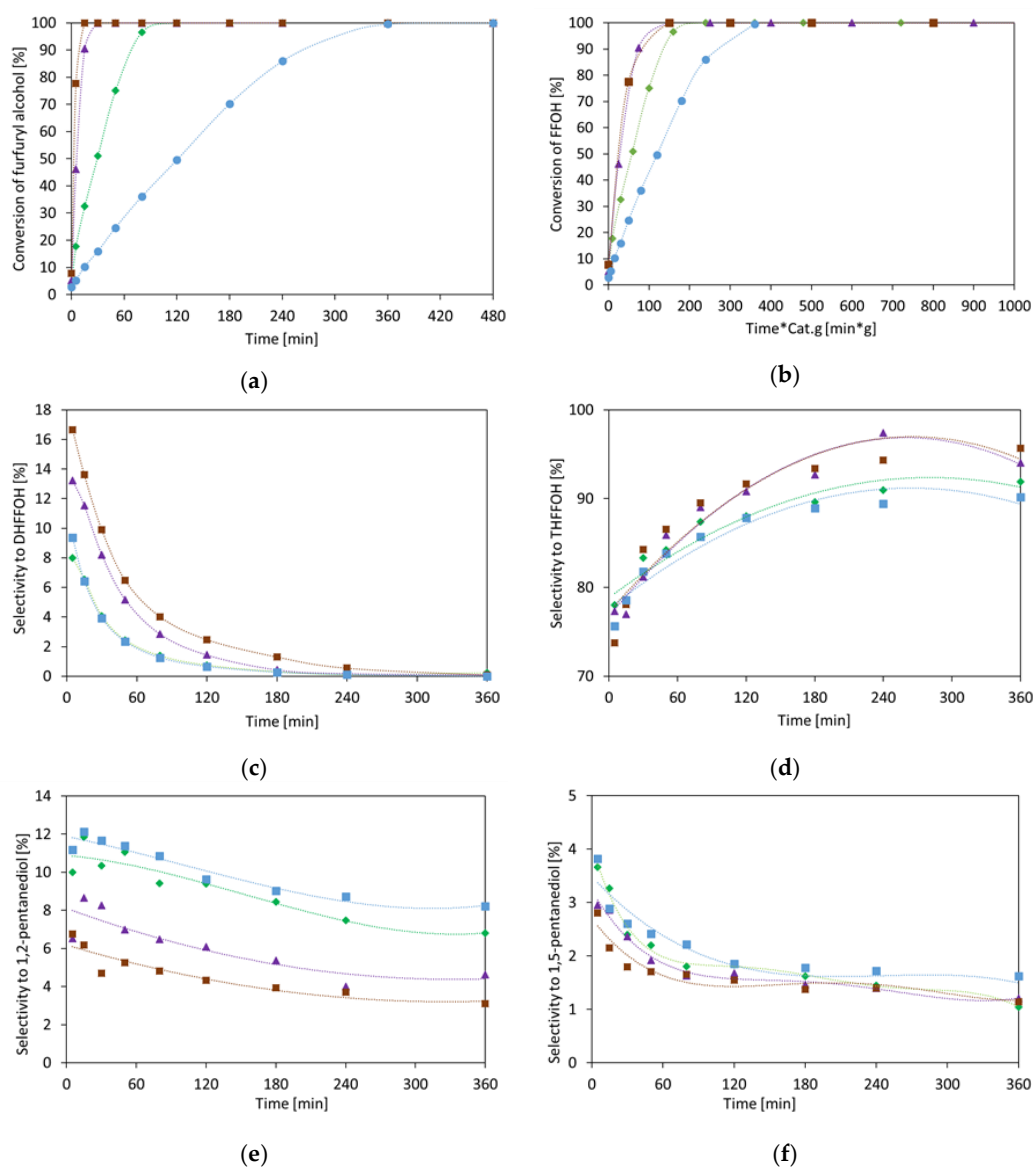 Conversion of furfuryl alcohol [%]
100
90
80
70
60
50
40
30
20
10
0
0 60 120 180 240 300 360 420 480
Time [min]
(a)
Conversion of FFOH [%]
100
90
80
70
60
50
40
30
20
10
0
0 100 200 300 400 500 600 700 800 900 1000
Time*Cat.g [min*g]
(b)
Selectivity to DHFFOH [%]
18
16
14
12
10
8
6
4
2
0
0 60 120 180 240 300 360
Time [min]
(c)
Selectivity to THFFOH [%]
100
90
80
70
0 60 120 180 240 300 360
Time [min]
(d)
Selectivity to 1,2-pentanediol [%]
14
12
10
8
6
4
2
0
0 60 120 180 240 300 360
Time [min]
(e)
Selectivity to 1,5-pentanediol [%]
5
4
3
2
1
0
0 60 120 180 240 300 360
Time [min]
(f)